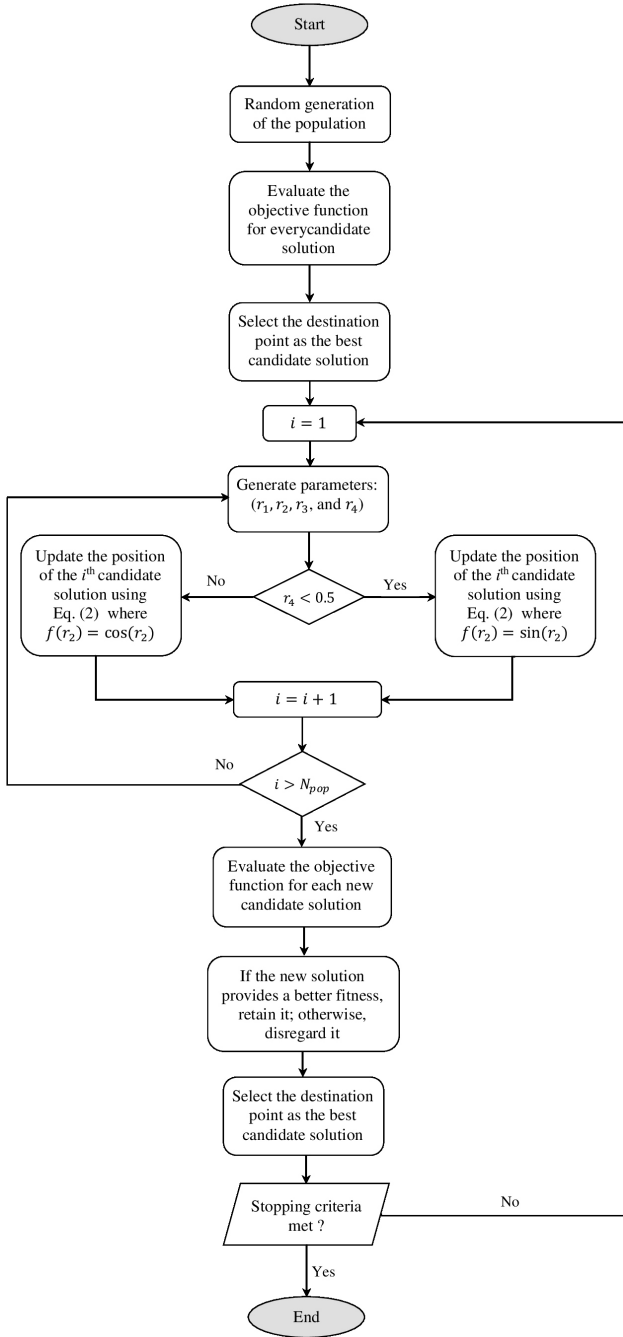 Start
Random generation
of the population
Evaluate the
objective function
for everycandidate
solution
Select the destination
point as the best
candidate solution
i = 1
Generate parameters:
(r₁, r₂, r₃, and r₄)
Update the position
of the iᵗʰ candidate
solution using
Eq. (2) where
f(r₂) = cos(r₂)
No
r₄ < 0.5
Yes
Update the position
of the iᵗʰ candidate
solution using
Eq. (2) where
f(r₂) = sin(r₂)
i = i + 1
No
i > Nₚₒₚ
Yes
Evaluate the objective
function for each new
candidate solution
If the new solution
provides a better fitness,
retain it; otherwise,
disregard it
Select the destination
point as the best
candidate solution
Stopping criteria
met ?
No
Yes
End